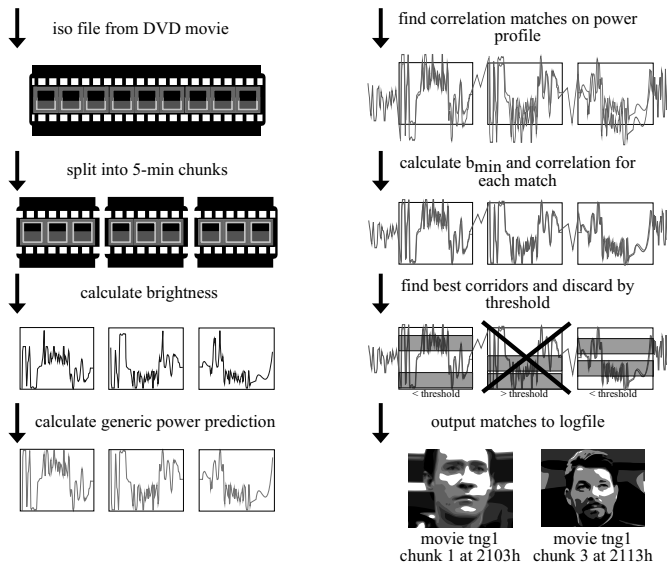 iso file from DVD movie
split into 5-min chunks
calculate brightness
calculate generic power prediction
find correlation matches on power
profile
calculate bmin and correlation for
each match
find best corridors and discard by
threshold
< threshold
> threshold
< threshold
output matches to logfile
movie tng1
chunk 1 at 2103h
movie tng1
chunk 3 at 2113h